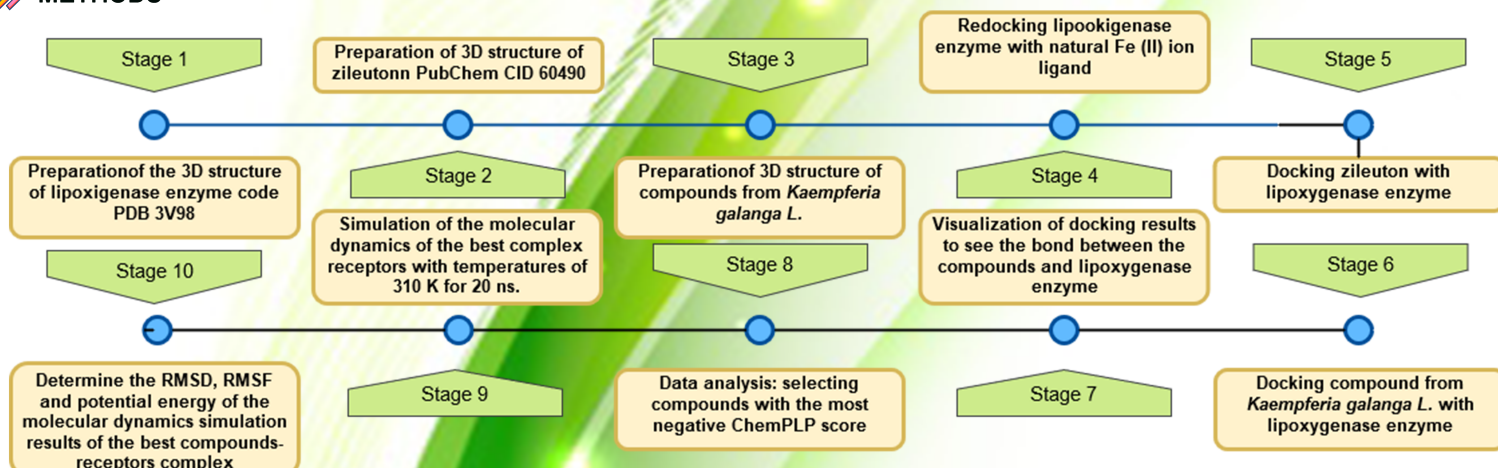 METHODS
Stage 1
Preparationof the 3D structure
of lipoxigenase enzyme code
PDB 3V98
Preparation of 3D structure of
zileutonn PubChem CID 60490
Stage 2
Stage 3
Preparationof 3D structure of
compounds from Kaempferia
galanga L.
Redocking lipookigenase
enzyme with natural Fe (II) ion
ligand
Stage 4
Stage 5
Docking zileuton with
lipoxygenase enzyme
Stage 6
Docking compound from
Kaempferia galanga L. with
lipoxygenase enzyme
Visualization of docking results
to see the bond between the
compounds and lipoxygenase
enzyme
Stage 7
Stage 8
Data analysis: selecting
compounds with the most
negative ChemPLP score
Simulation of the molecular
dynamics of the best complex
receptors with temperatures of
310 K for 20 ns.
Stage 9
Stage 10
Determine the RMSD, RMSF
and potential energy of the
molecular dynamics simulation
results of the best compounds-
receptors complex